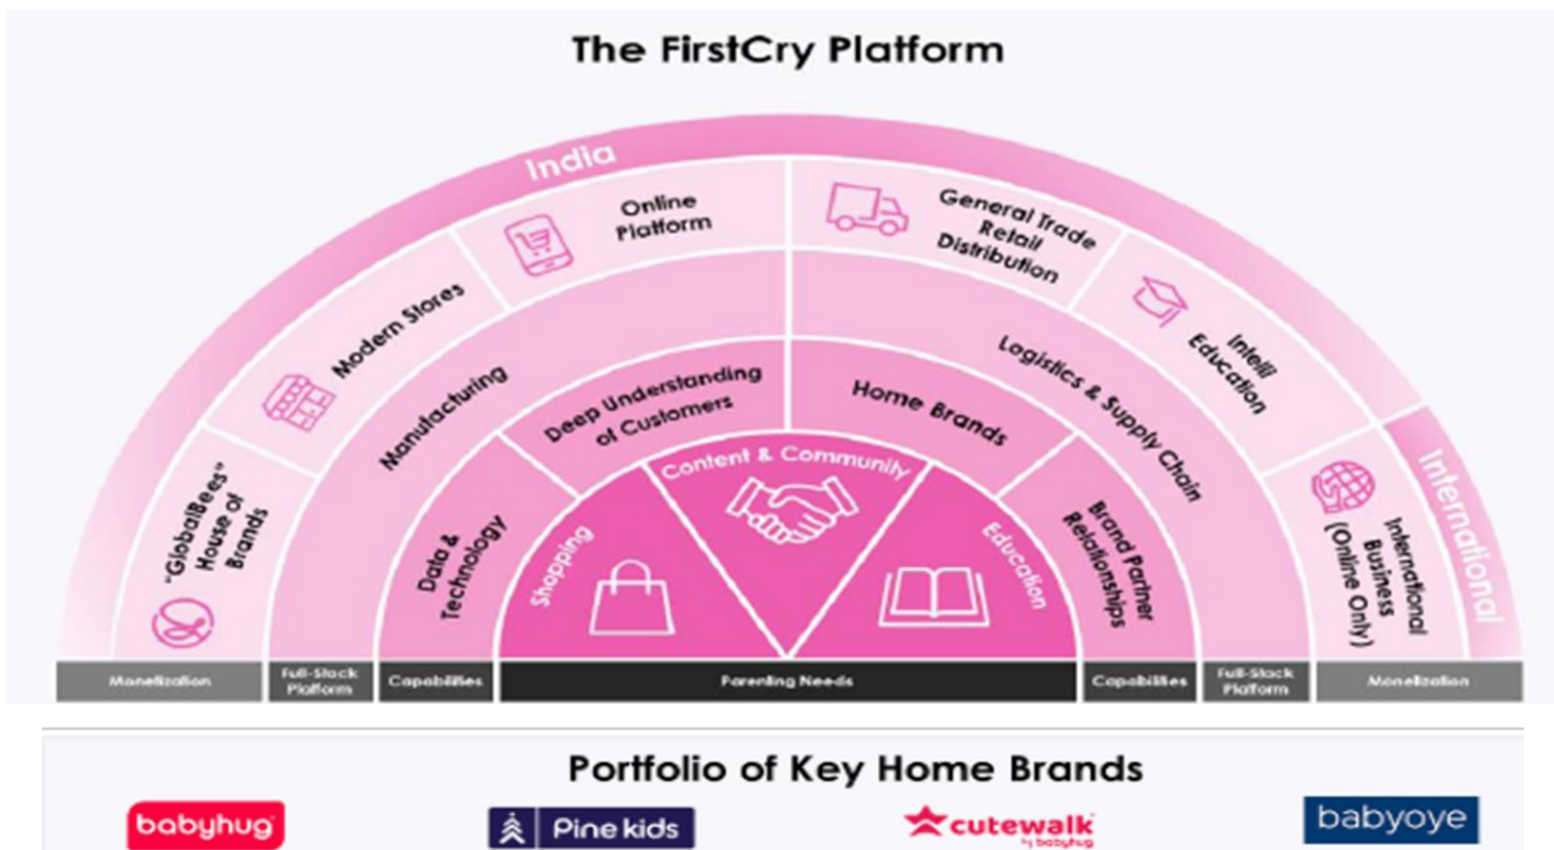 The FirstCry Platform
India
Online
Platform
General Trade
Retail
Distribution
Modern Stores
Intelli
Education
"GlobalBees"
House of
Brands
International
Business
(Online Only)
International
Manufacturing
Logistics & Supply Chain
Data &
Technology
Deep Understanding
of Customers
Home Brands
Brand Partner
Relationships
Shopping
Content & Community
Education
Monetization
Full-Stack
Platform
Capabilities
Parenting Needs
Capabilities
Full-Stack
Platform
Monetization
Portfolio of Key Home Brands
babyhug
Pine kids
cutewalk
by babyhug
babyoye